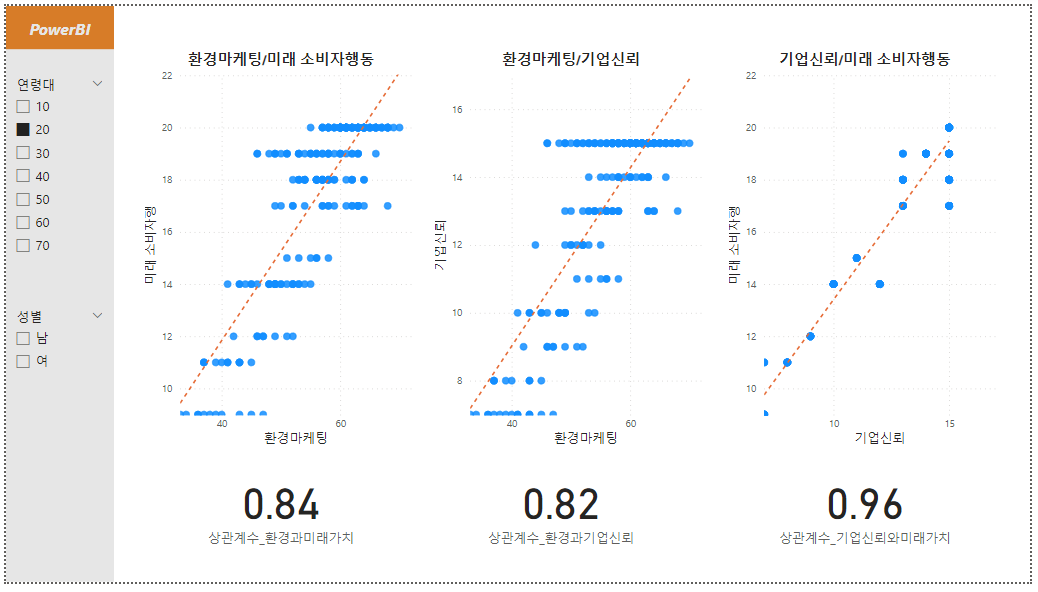 PowerBI
연령대
10
20
30
40
50
60
70
성별
남
여
환경마케팅/미래 소비자행동
22
20
18
16
14
12
10
미래 소비자행
40
60
환경마케팅
0.84
상관계수_환경과미래가치
환경마케팅/기업신뢰
16
14
12
10
8
기업신뢰
40
60
환경마케팅
0.82
상관계수_환경과기업신뢰
기업신뢰/미래 소비자행동
22
20
18
16
14
12
10
미래 소비자행
10
15
기업신뢰
0.96
상관계수_기업신뢰와미래가치